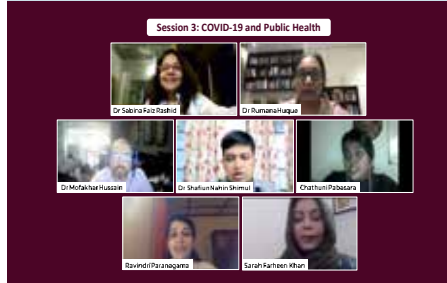 Session 3: COVID-19 and Public Health
Dr Sabina Faiz Rashid
Dr Rumana Huque
Dr Mofakhar Hussain
Dr Shafiun Nahin Shimul
Chathuni Pabasara
Ravindri Paranagama
Sarah Farheen Khan